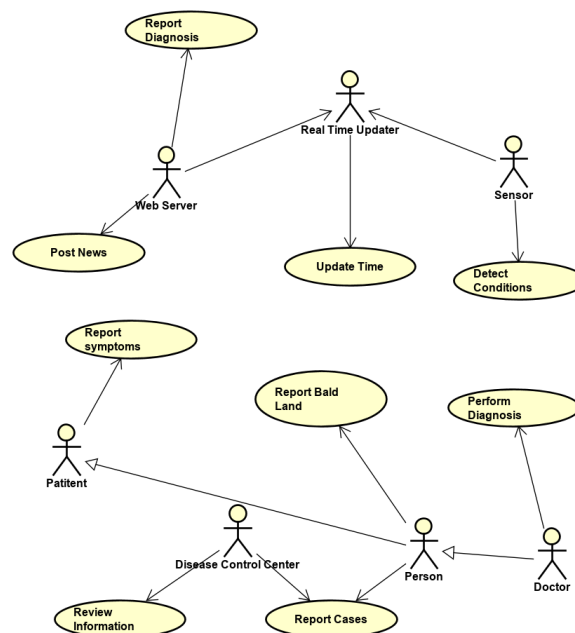 Report
Diagnosis
Real Time Updater
Web Server
Sensor
Post News
Update Time
Detect
Conditions
Report
symptoms
Report Bald
Land
Perform
Diagnosis
Patitent
Disease Control Center
Person
Doctor
Review
Information
Report Cases